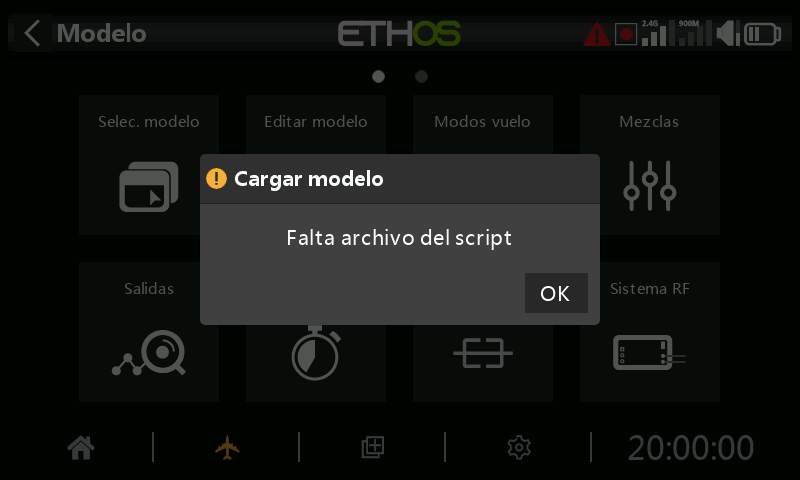 Modelo
ETHOS
2.4G
900M
Selec. modelo
Editar modelo
Modos vuelo
Mezclas
Cargar modelo
Falta archivo del script
OK
Salidas
Sistema RF
20:00:00